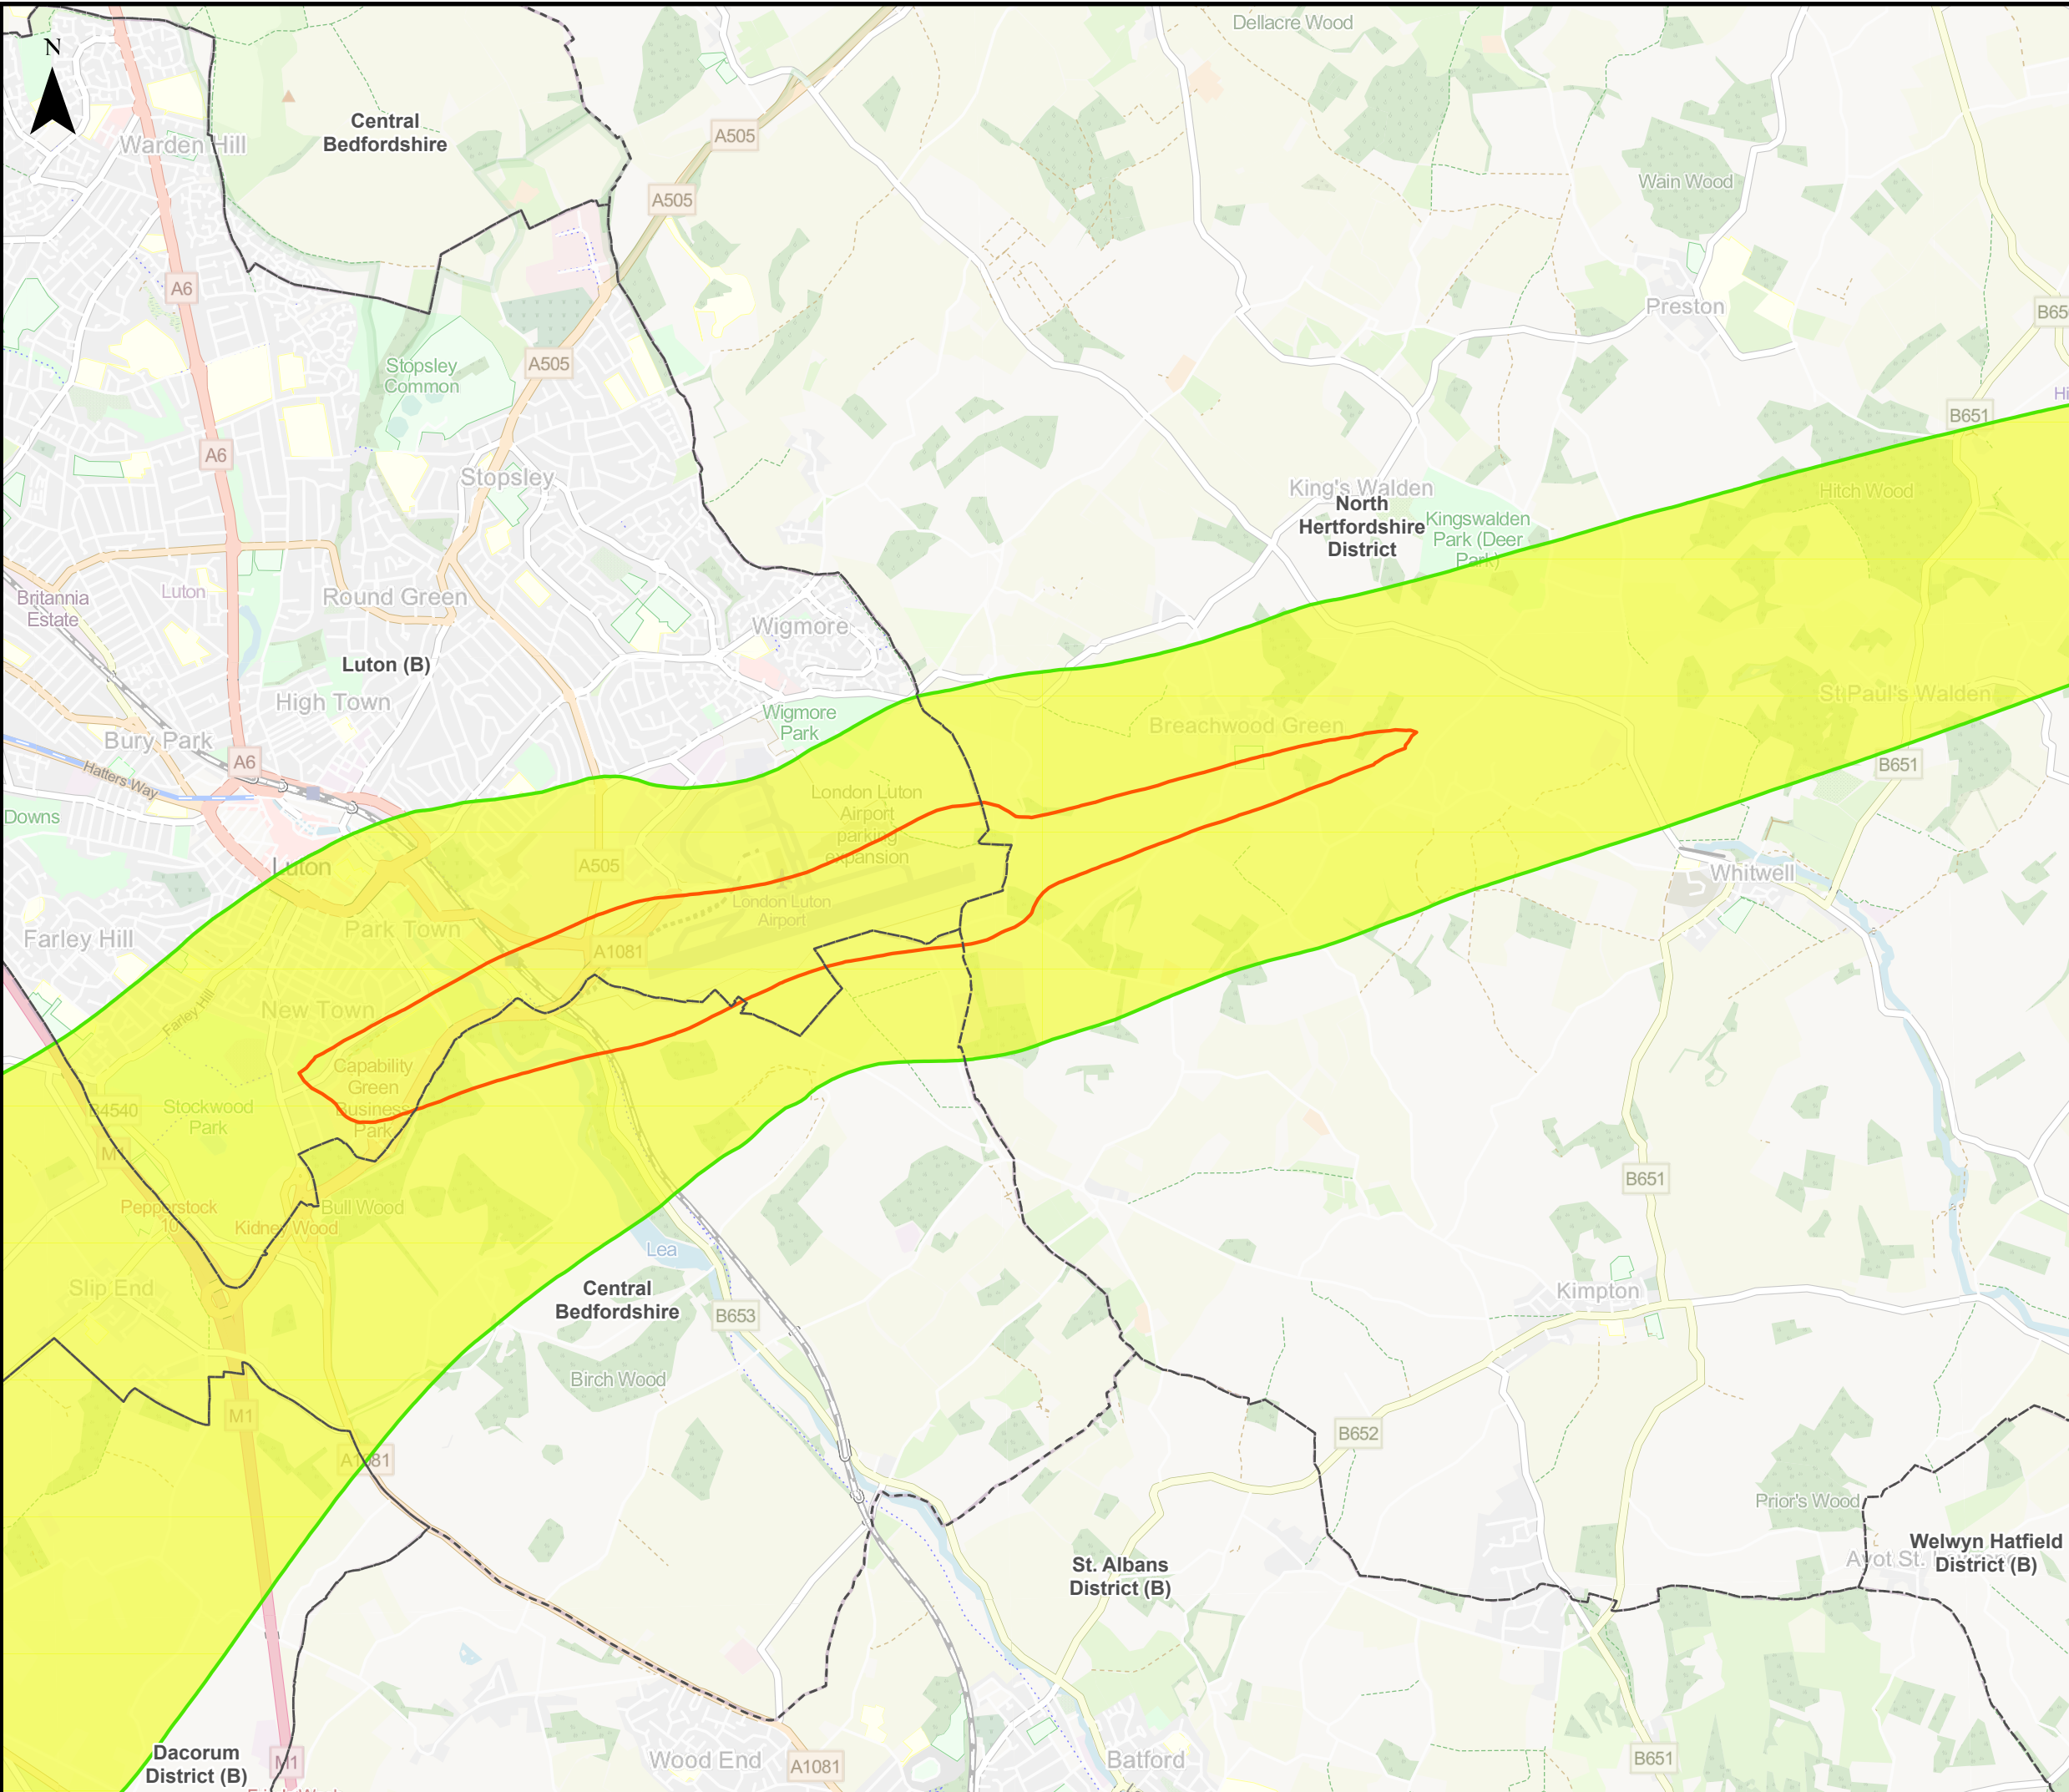 N
Dellacre Wood
Central
Bedfordshire
A505
Warden Hill
Wain Wood
A505
A6
Preston
Stopsley
Common
A505
B651
A6
Stopsley
King's Walden
North
Hertfordshire
District
Kingswalden
Park (Deer
Park)
Hitch Wood
Britannia
Estate
Luton
Round Green
Wigmore
Luton (B)
High Town
Wigmore
Park
St Paul's Walden
Breachwood Green
Bury Park
A6
Hatters Way
B651
London Luton
Airport
parking
expansion
Downs
Luton
A505
Whitwell
London Luton
Airport
Farley Hill
Park Town
A1081
New Town
Farley Hill
Capability
Green
Business
Park
B4540
Stockwood
Park
M1
B651
Pepperstock
10
Bull Wood
Kidney Wood
Lea
Slip End
Central
Bedfordshire
B653
Kimpton
Birch Wood
M1
B652
A1081
Prior's Wood
Welwyn Hatfield
District (B)
St. Albans
District (B)
Ayot St.
Dacorum
District (B)
M1
Wood End
A1081
Batford
B651